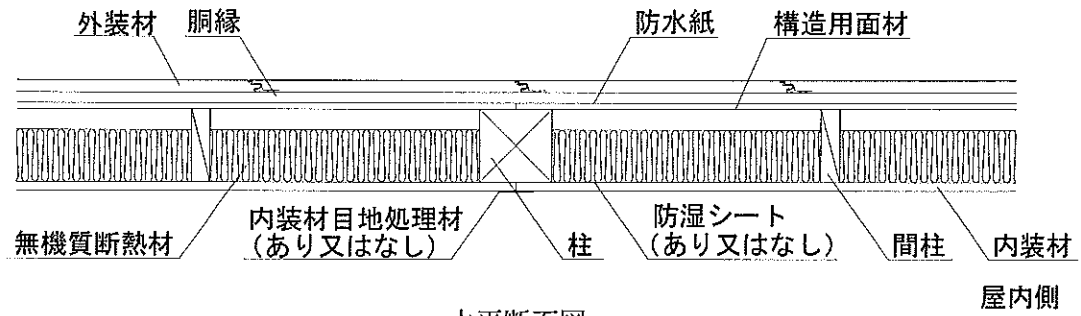 外装材
胴縁
防水紙
構造用面材
無機質断熱材
内装材目地処理材
(あり又はなし)
柱
防湿シート
(あり又はなし)
間柱
内装材
屋内側